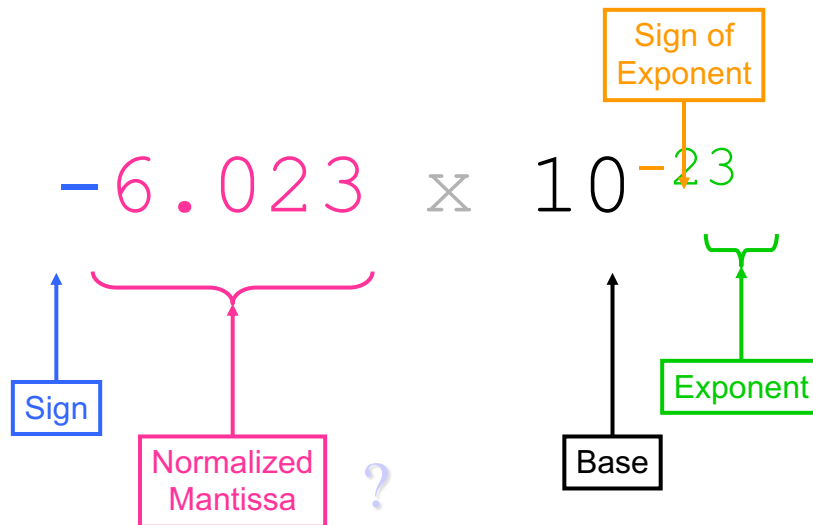 Sign of
Exponent
-6.023 x 10-23
Exponent
Sign
Normalized
Mantissa
?
Base